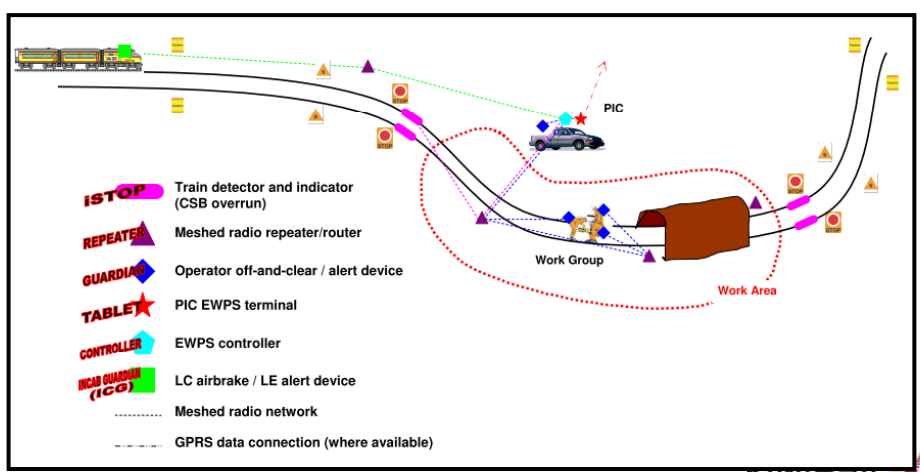 PIC
STOP
STOP
STOP
STOP
Work Group
Work Area
iSTOP
Train detector and indicator
(CSB overrun)
REPEATER
Meshed radio repeater/router
GUARDIAN
Operator off-and-clear / alert device
TABLET
PIC EWPS terminal
CONTROLLER
EWPS controller
INCAB GUARDIAN
(ICG)
LC airbrake / LE alert device
Meshed radio network
GPRS data connection (where available)